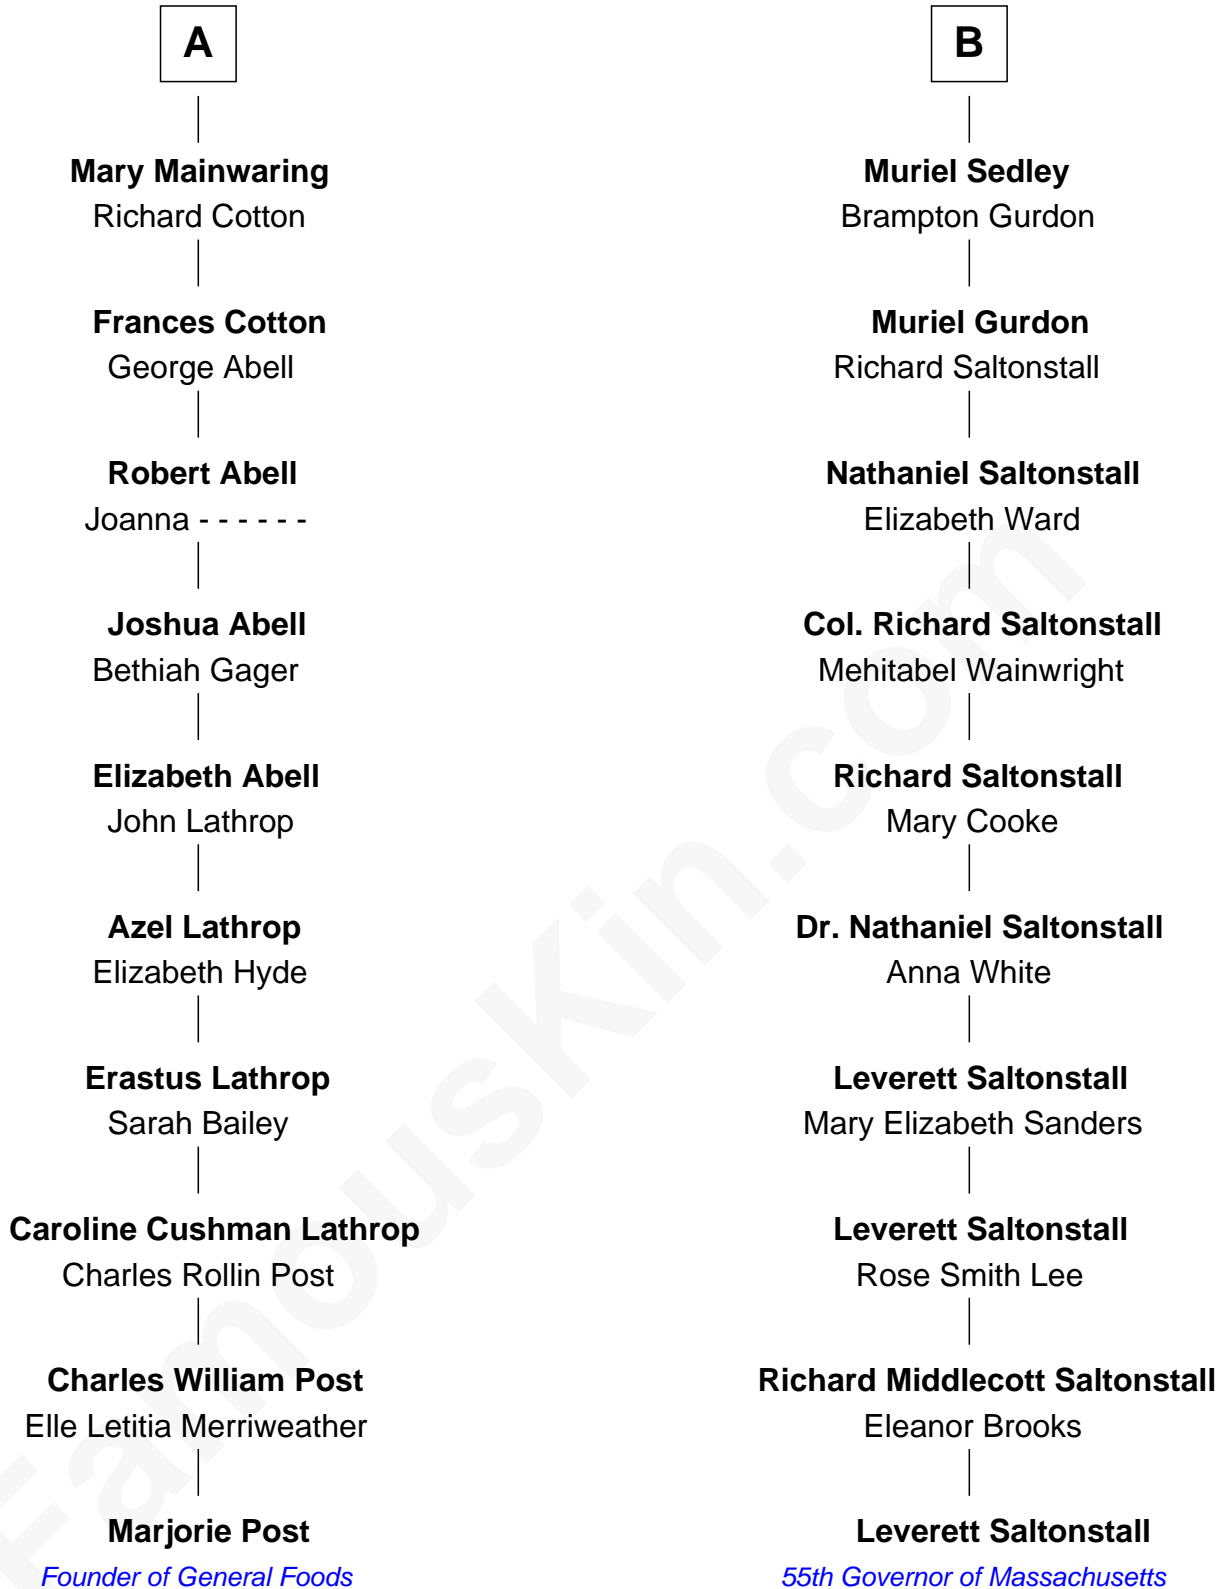 A
Mary Mainwaring
Richard Cotton
Frances Cotton
George Abell
Robert Abell
Joanna - - - - - -
Joshua Abell
Bethiah Gager
Elizabeth Abell
John Lathrop
Azel Lathrop
Elizabeth Hyde
Erastus Lathrop
Sarah Bailey
Caroline Cushman Lathrop
Charles Rollin Post
Charles William Post
Elle Letitia Merriweather
Marjorie Post
Founder of General Foods
B
Muriel Sedley
Brampton Gurdon
Muriel Gurdon
Richard Saltonstall
Nathaniel Saltonstall
Elizabeth Ward
Col. Richard Saltonstall
Mehitabel Wainwright
Richard Saltonstall
Mary Cooke
Dr. Nathaniel Saltonstall
Anna White
Leverett Saltonstall
Mary Elizabeth Sanders
Leverett Saltonstall
Rose Smith Lee
Richard Middlecott Saltonstall
Eleanor Brooks
Leverett Saltonstall
55th Governor of Massachusetts
FamousKin.com